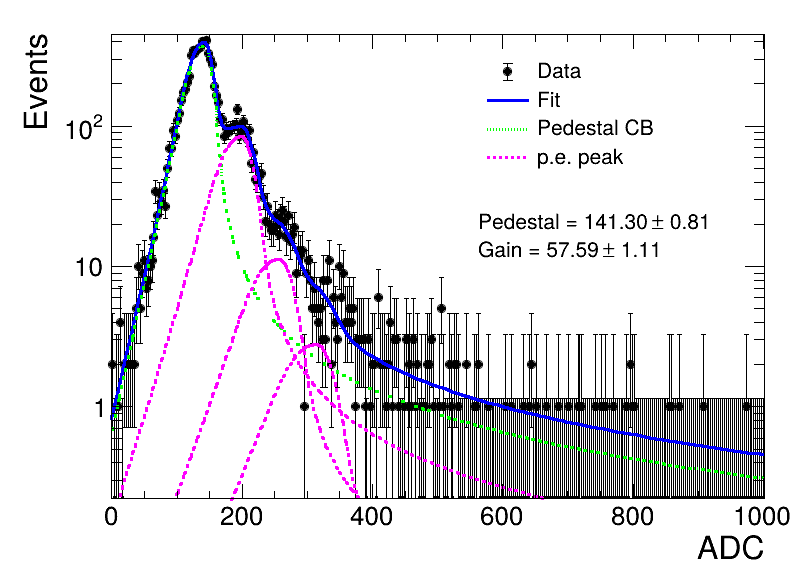 Events
10²
10
1
Data
Fit
Pedestal CB
p.e. peak
Pedestal = 141.30 ± 0.81
Gain = 57.59 ± 1.11
0 200 400 600 800 1000
ADC